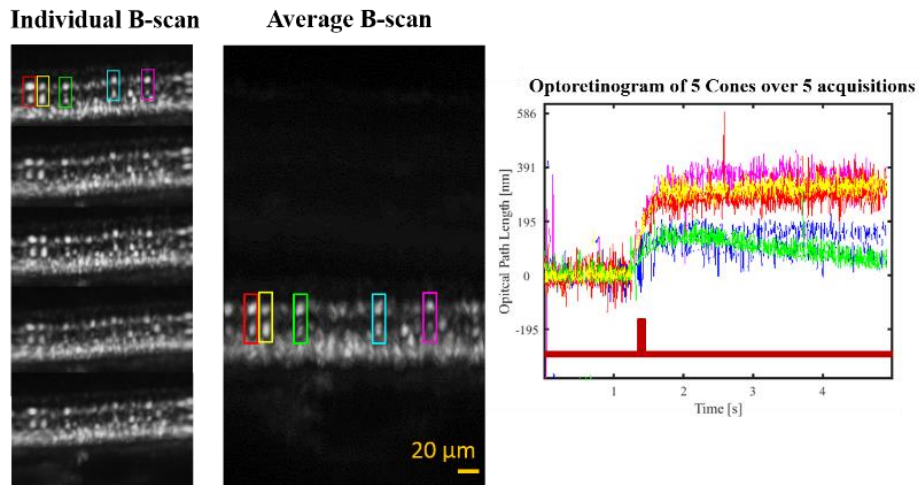 Individual B-scan
Average B-scan
20 µm
Optoretinogram of 5 Cones over 5 acquisitions
Opitcal Path Length [nm]
586
391
195
0
-195
1
2
3
4
Time [s]